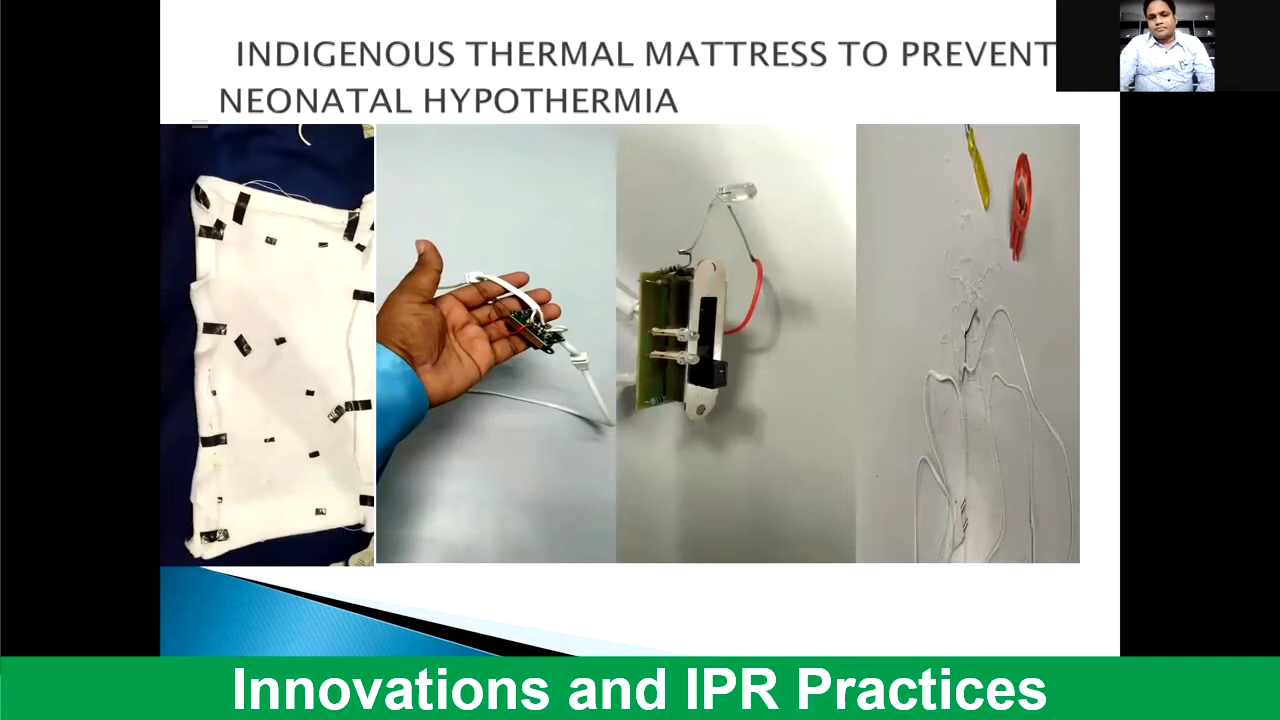 INDIGENOUS THERMAL MATTRESS TO PREVENT
NEONATAL HYPOTHERMIA
Innovations and IPR Practices